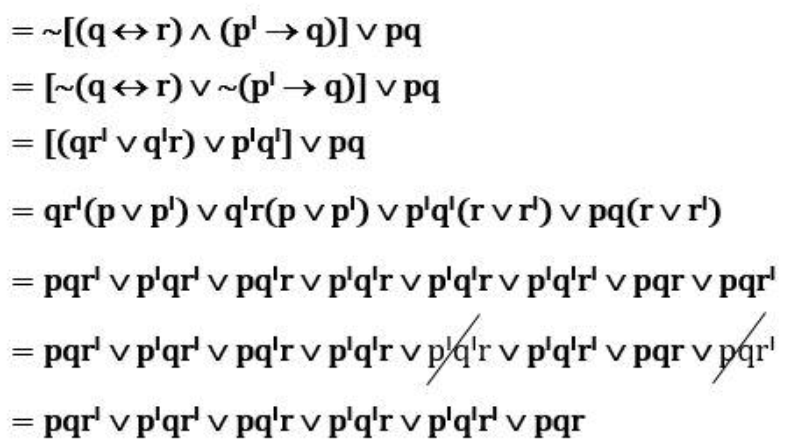 = ~[(q ↔ r) ∧ (pˡ → q)] ∨ pq
= [~(q ↔ r) ∨ ~(pˡ → q)] ∨ pq
= [(qrˡ ∨ qˡr) ∨ pˡqˡ] ∨ pq
= qrˡ(p ∨ pˡ) ∨ qˡr(p ∨ pˡ) ∨ pˡqˡ(r ∨ rˡ) ∨ pq(r ∨ rˡ)
= pqrˡ ∨ pˡqrˡ ∨ pqˡr ∨ pˡqˡr ∨ pˡqˡr ∨ pˡqˡrˡ ∨ pqr ∨ pqrˡ
= pqrˡ ∨ pˡqrˡ ∨ pqˡr ∨ pˡqˡr ∨ pˡqˡr ∨ pˡqˡrˡ ∨ pqr ∨ pqrˡ
= pqrˡ ∨ pˡqrˡ ∨ pqˡr ∨ pˡqˡr ∨ pˡqˡrˡ ∨ pqr